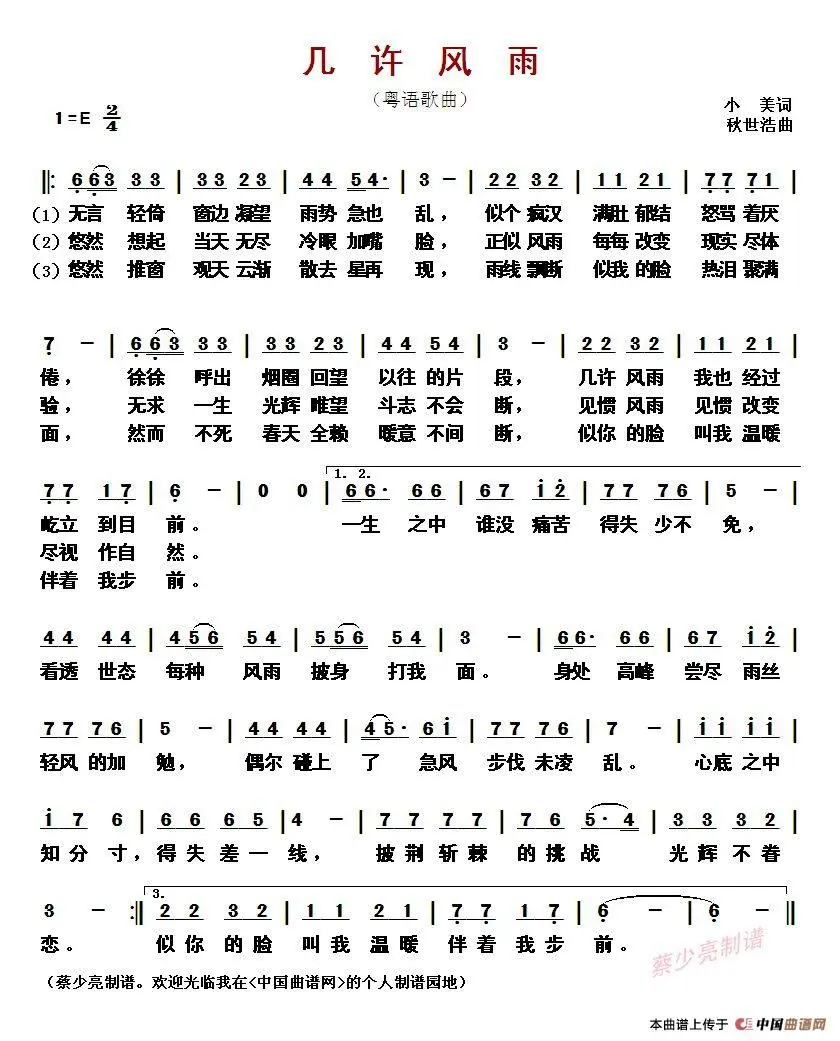 几 许 风 雨
（粤语歌曲）
小 美词
1=E 2/4
秋世浩曲
‖: 6 6 3 3 3 | 3 3 2 3 | 4 4 5 4· | 3 － | 2 2 3 2 | 1 1 2 1 | 7 7 7 1 |
(1) 无言 轻倚 窗边 凝望 雨势 急也 乱， 似个 疯汉 满肚 郁结 怒骂 着厌
(2) 悠然 想起 当天 无尽 冷眼 加嘴 脸， 正似 风雨 每每 改变 现实 尽体
(3) 悠然 推窗 观天 云渐 散去 星再 现， 雨线 飘断 似我 的脸 热泪 聚满
7 － | 6 6 3 3 3 | 3 3 2 3 | 4 4 5 4 | 3 － | 2 2 3 2 | 1 1 2 1 |
倦， 徐徐 呼出 烟圈 回望 以往 的片 段， 几许 风雨 我也 经过
验， 无求 一生 光辉 唯望 斗志 不会 断， 见惯 风雨 见惯 改变
面， 然而 不死 春天 全赖 暖意 不间 断， 似你 的脸 叫我 温暖
1. 2.
7 7 1 7 | 6 － | 0 0 | 6 6· 6 6 | 6 7 1 2 | 7 7 7 6 | 5 － |
屹立 到目 前。 一生 之中 谁没 痛苦 得失 少不 免，
尽视 作自 然。
伴着 我步 前。
4 4 4 4 | 4 5 6 5 4 | 5 5 6 5 4 | 3 － | 6 6· 6 6 | 6 7 1 2 |
看透 世态 每种 风雨 披身 打我 面。 身处 高峰 尝尽 雨丝
7 7 7 6 | 5 － | 4 4 4 4 | 4 5· 6 1 | 7 7 7 6 | 7 － | 1 1 1 1 |
轻风 的加 勉， 偶尔 碰上 了 急风 步伐 未凌 乱。 心底 之中
1 7 6 | 6 6 6 5 | 4 － | 7 7 7 7 | 7 6 5· 4 | 3 3 3 2 |
知分 寸，得失差一线， 披荆斩棘 的挑战 光辉不眷
3.
3 － :‖ 2 2 3 2 | 1 1 2 1 | 7 7 1 7 | 6 － | 6 － ‖
恋。 似你 的脸 叫我 温暖 伴着 我步 前。
蔡少亮制谱
（蔡少亮制谱。欢迎光临我在<中国曲谱网>的个人制谱园地）
本曲谱上传于 中国曲谱网